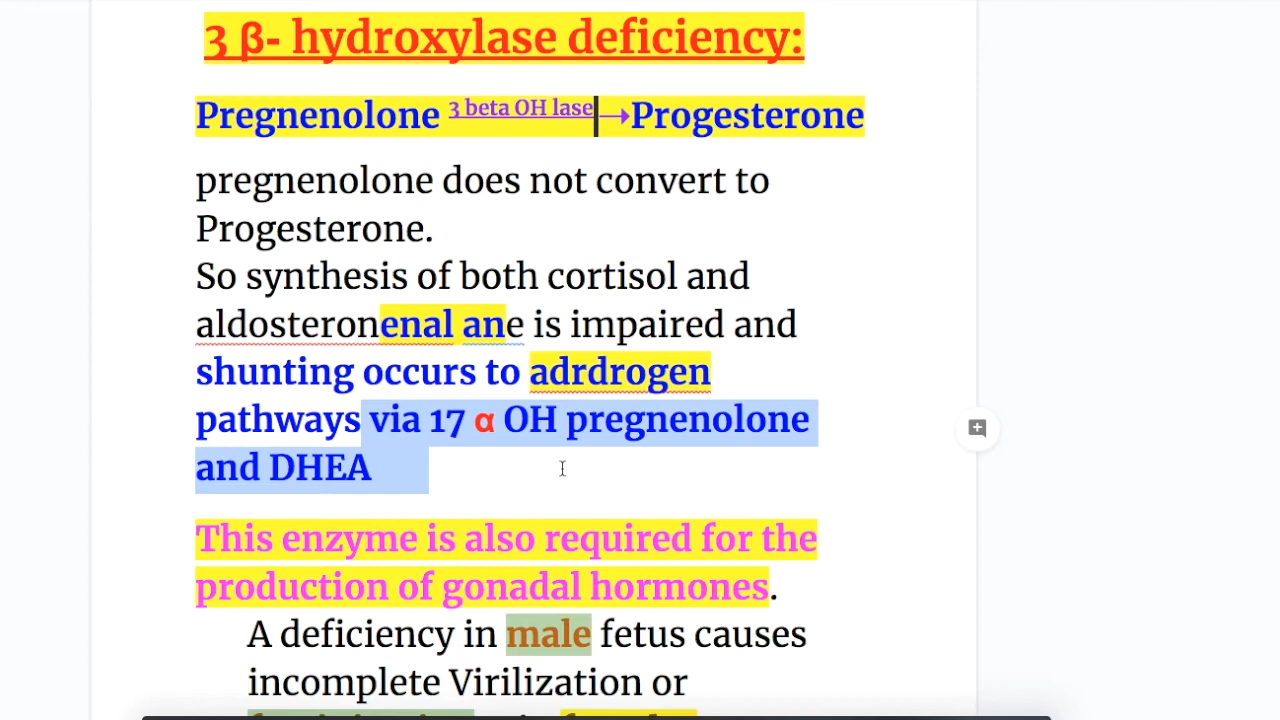 3 β- hydroxylase deficiency:
Pregnenolone 3 beta OH lase→Progesterone
pregnenolone does not convert to
Progesterone.
So synthesis of both cortisol and
aldosteronenal ane is impaired and
shunting occurs to adrdrogen
pathways via 17 α OH pregnenolone
and DHEA
This enzyme is also required for the
production of gonadal hormones.
A deficiency in male fetus causes
incomplete Virilization or